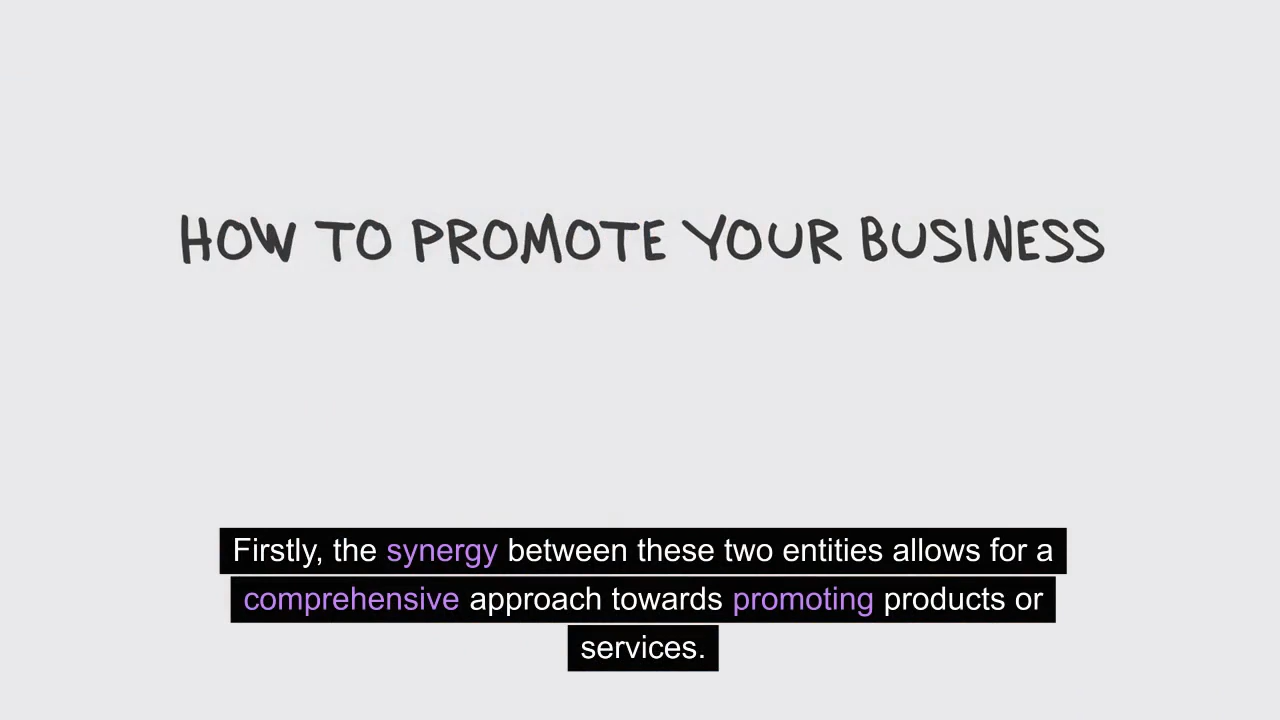 HOW TO PROMOTE YOUR BUSINESS
Firstly, the synergy between these two entities allows for a
comprehensive approach towards promoting products or
services.